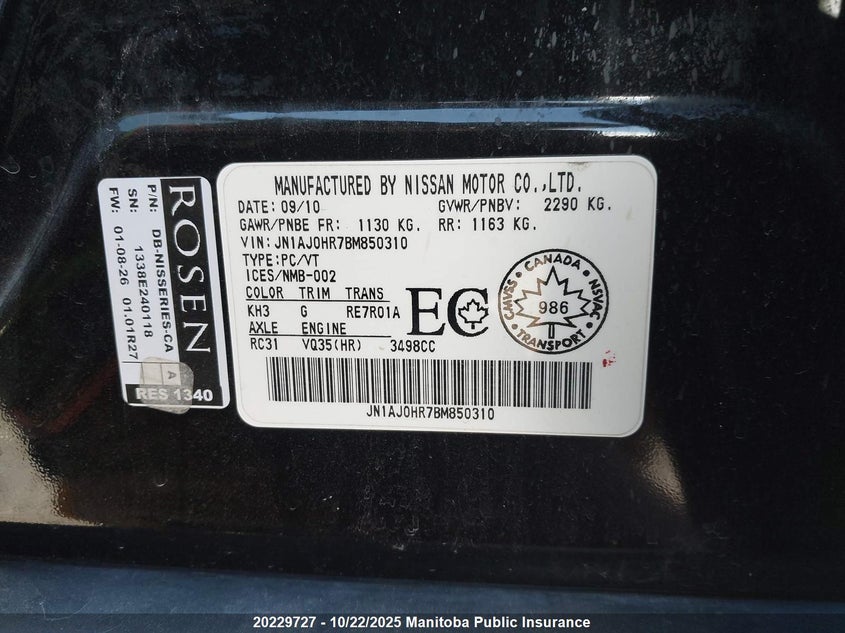 ROSEN
P/N: DB-NISSERIES-CA
SN: 1338E240118
FW: 01-08-26 01.01R27
A
RES 1340
MANUFACTURED BY NISSAN MOTOR CO.,LTD.
DATE: 09/10 GVWR/PNBV: 2290 KG.
GAWR/PNBE FR: 1130 KG. RR: 1163 KG.
VIN: JN1AJ0HR7BM850310
TYPE: PC/VT
ICES/NMB-002
COLOR TRIM TRANS
KH3 G RE7R01A
AXLE ENGINE
RC31 VQ35(HR) 3498CC
EC
CANADA
CMVSS NSVAC
986
TRANSPORT
JN1AJ0HR7BM850310
20229727 - 10/22/2025 Manitoba Public Insurance